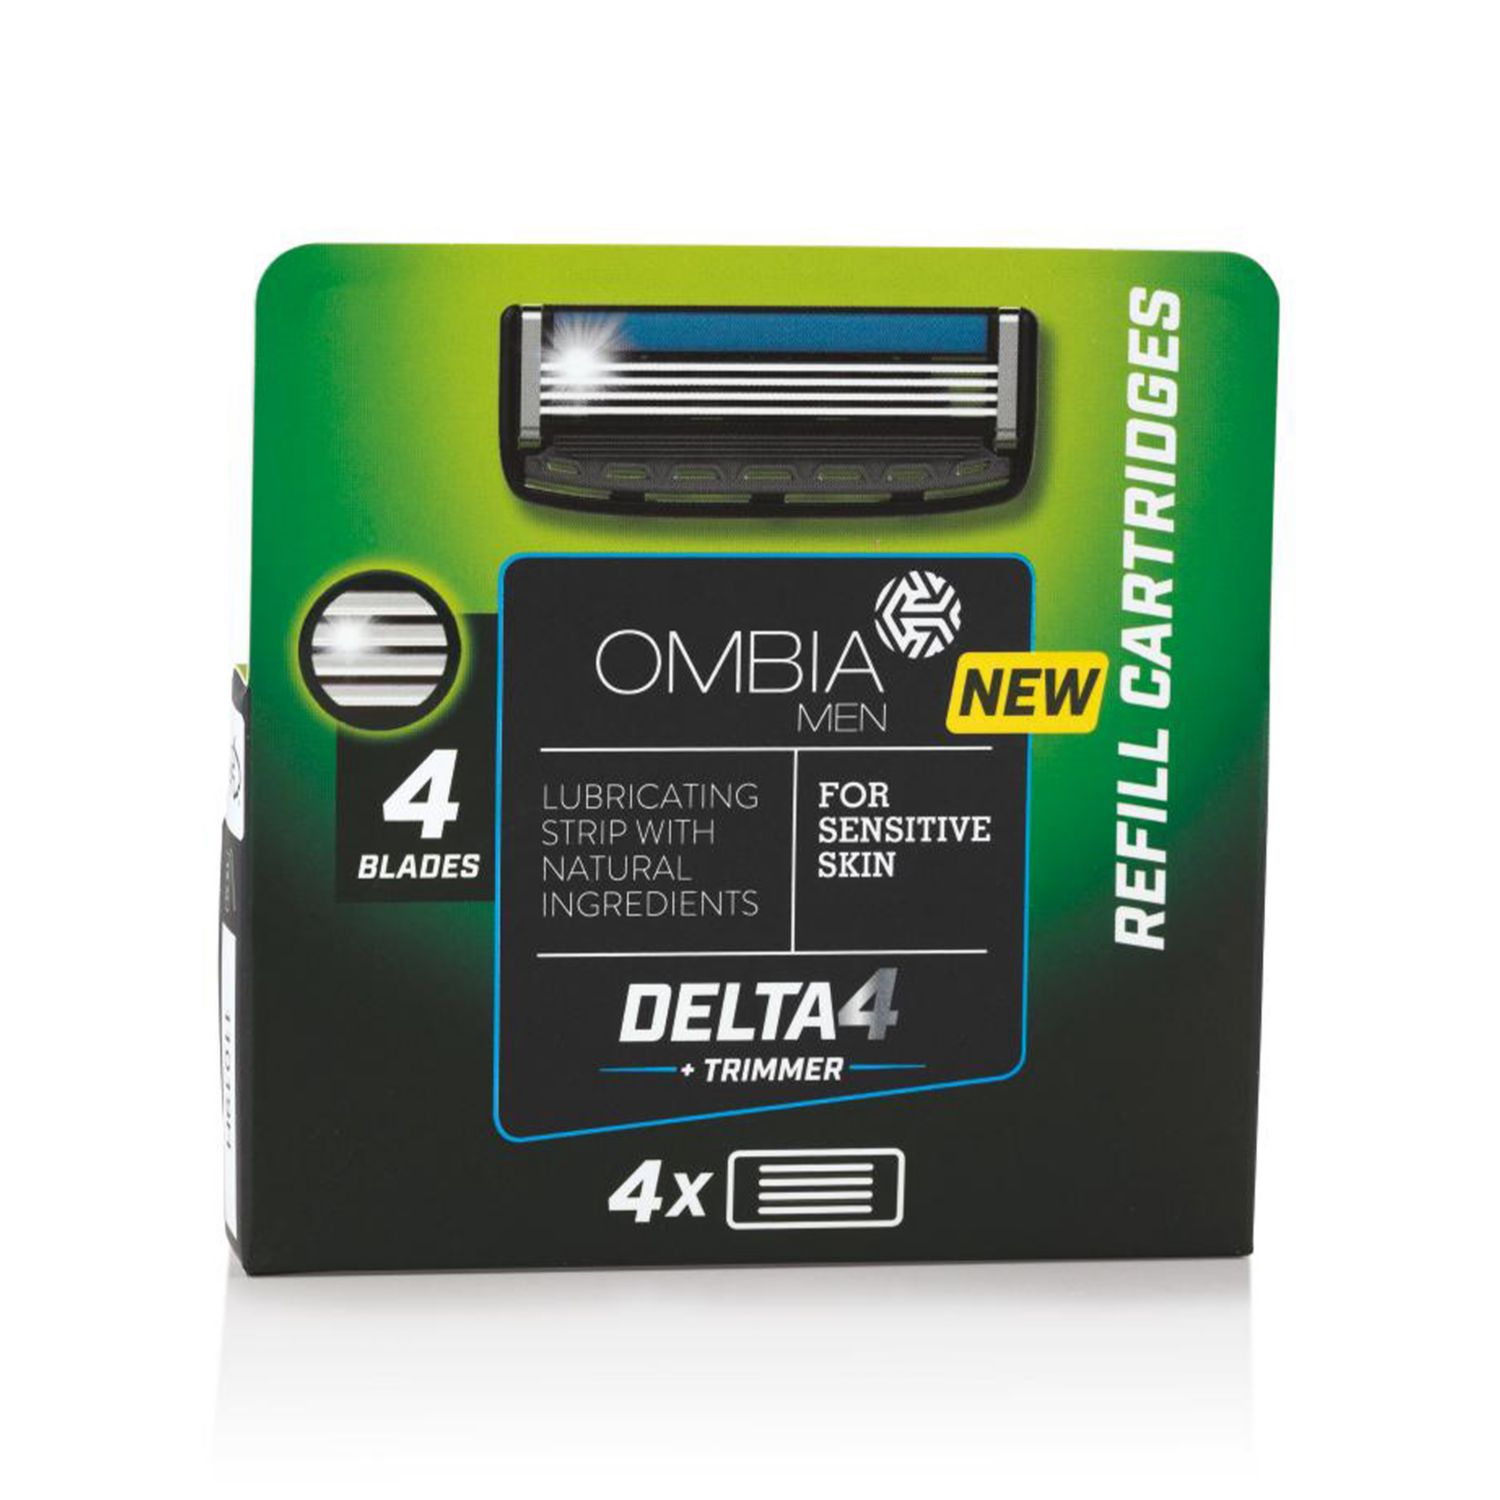 REFILL CARTRIDGES
OMBIA
MEN
NEW
4
BLADES
LUBRICATING
STRIP WITH
NATURAL
INGREDIENTS
FOR
SENSITIVE
SKIN
DELTA4
+ TRIMMER
4x